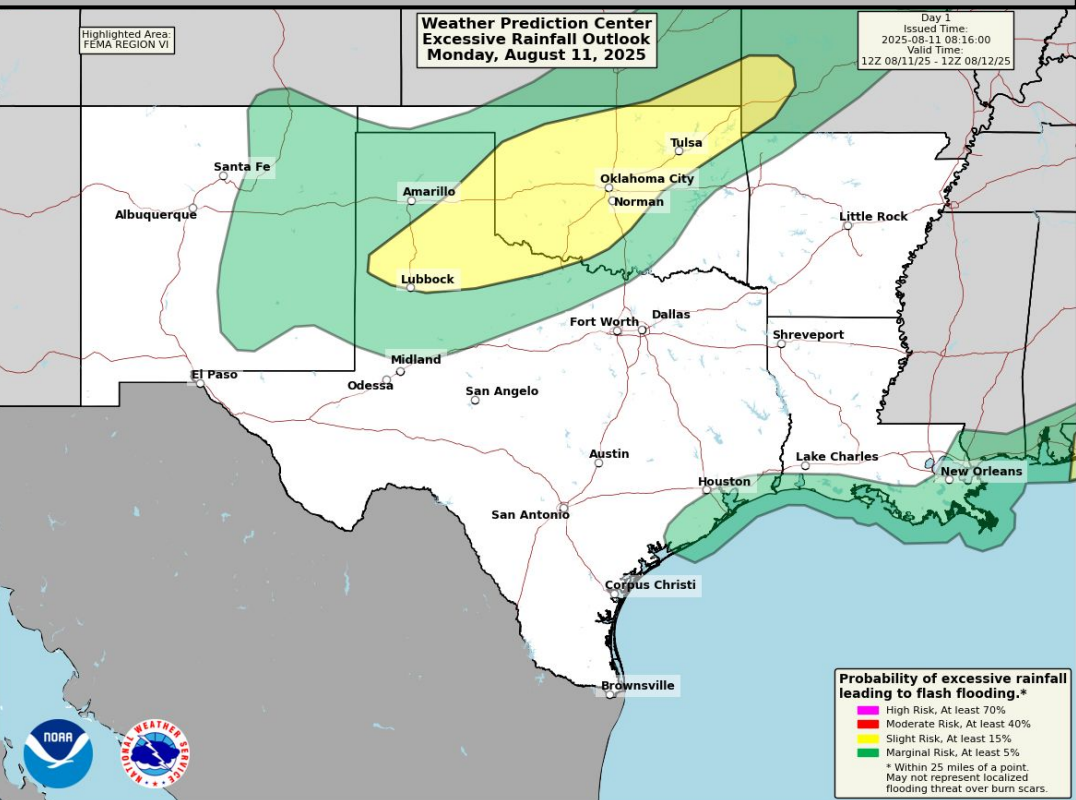 Highlighted Area:
FEMA REGION VI
Weather Prediction Center
Excessive Rainfall Outlook
Monday, August 11, 2025
Day 1
Issued Time:
2025-08-11 08:16:00
Valid Time:
12Z 08/11/25 - 12Z 08/12/25
Tulsa
Santa Fe
Oklahoma City
Amarillo
Norman
Albuquerque
Little Rock
Lubbock
Fort Worth
Dallas
Shreveport
Midland
El Paso
Odessa
San Angelo
Austin
Lake Charles
New Orleans
Houston
San Antonio
Corpus Christi
Brownsville
Probability of excessive rainfall
leading to flash flooding.*
High Risk, At least 70%
Moderate Risk, At least 40%
Slight Risk, At least 15%
Marginal Risk, At least 5%
* Within 25 miles of a point.
May not represent localized
flooding threat over burn scars.
NOAA
NATIONAL WEATHER SERVICE